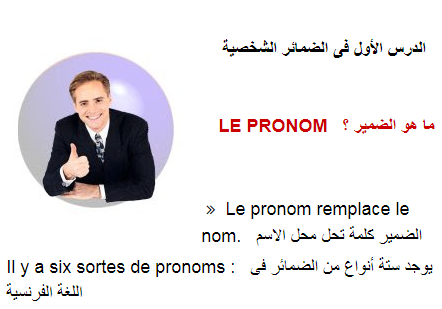 الدرس الأول فى الضمائر الشخصية
ما هو الضمير ؟ LE PRONOM
» Le pronom remplace le
nom. الضمير كلمة تحل محل الاسم
Il y a six sortes de pronoms : يوجد ستة أنواع من الضمائر فى
اللغة الفرنسية